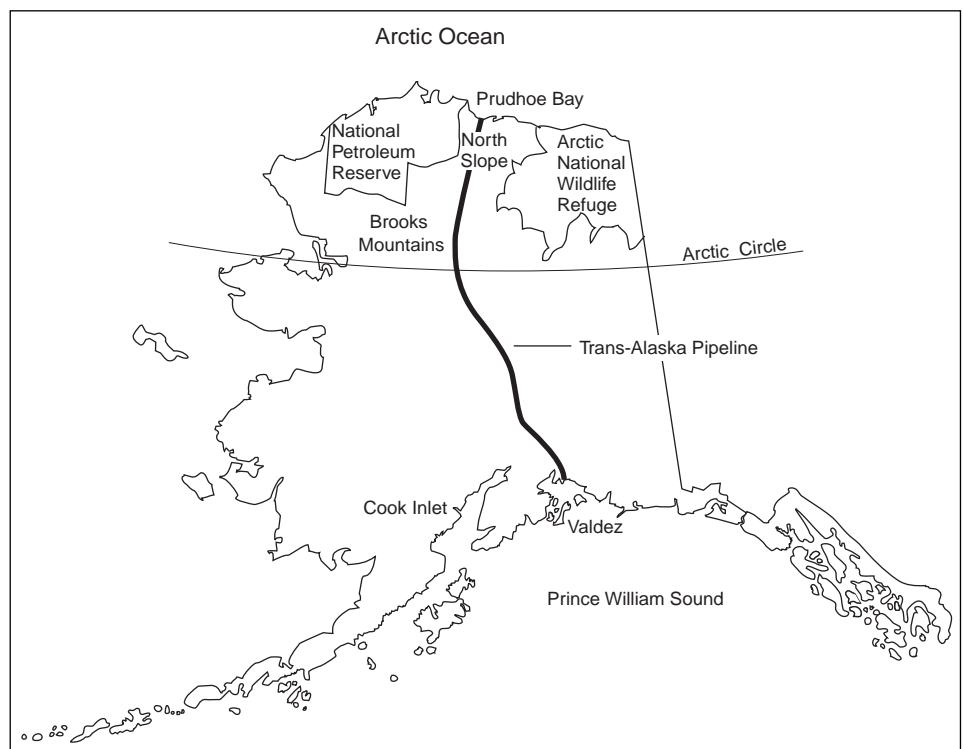 Arctic Ocean
Prudhoe Bay
National
Petroleum
Reserve
North
Slope
Arctic
National
Wildlife
Refuge
Brooks
Mountains
Arctic Circle
Trans-Alaska Pipeline
Cook Inlet
Valdez
Prince William Sound